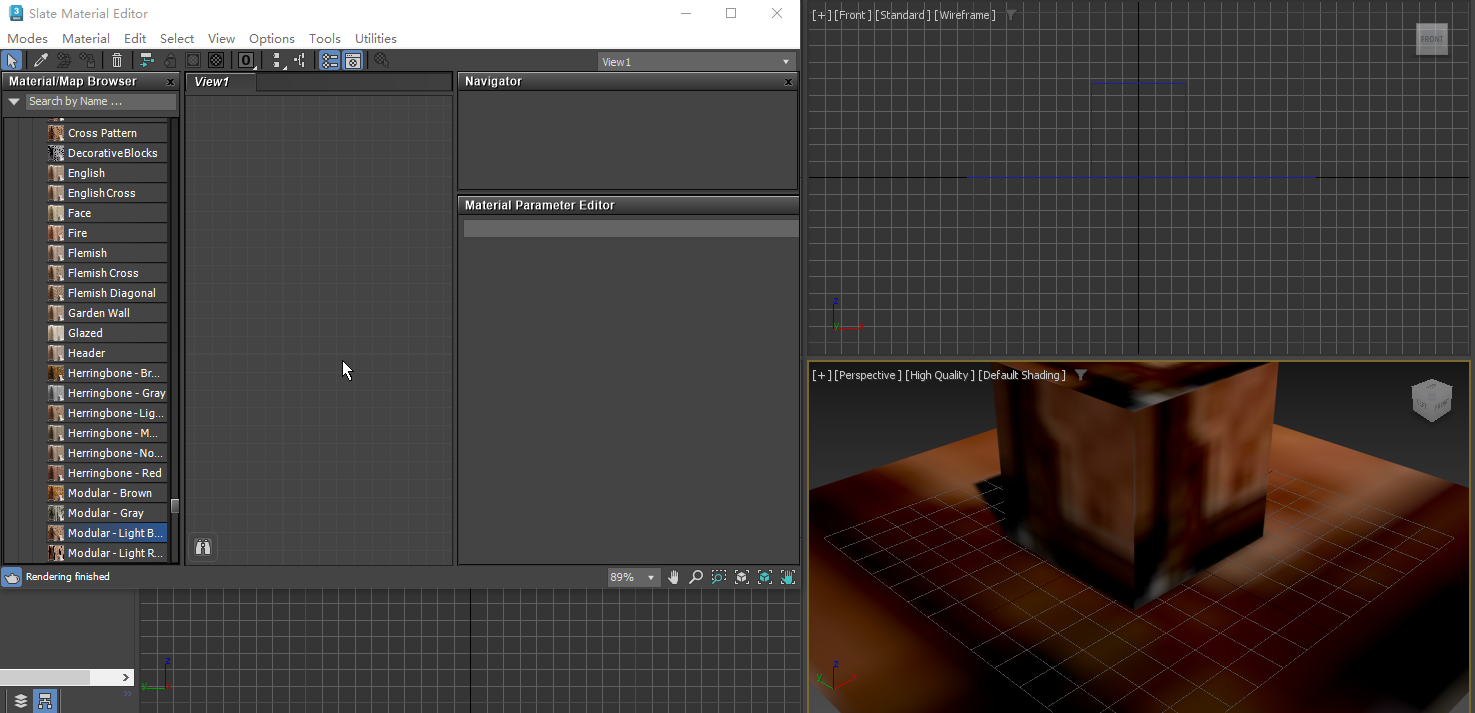 Slate Material Editor
Modes Material Edit Select View Options Tools Utilities
0
View1
Material/Map Browser x
Search by Name ...
Cross Pattern
DecorativeBlocks
English
English Cross
Face
Fire
Flemish
Flemish Cross
Flemish Diagonal
Garden Wall
Glazed
Header
Herringbone - Br...
Herringbone - Gray
Herringbone - Lig...
Herringbone - M...
Herringbone - No...
Herringbone - Red
Modular - Brown
Modular - Gray
Modular - Light B...
Modular - Light R...
View1
Navigator x
Material Parameter Editor
Rendering finished
89%
z
y
[+] [Front ] [Standard ] [Wireframe ]
FRONT
z
y
[+] [Perspective ] [High Quality ] [Default Shading ]
LEFT FRONT
z
y